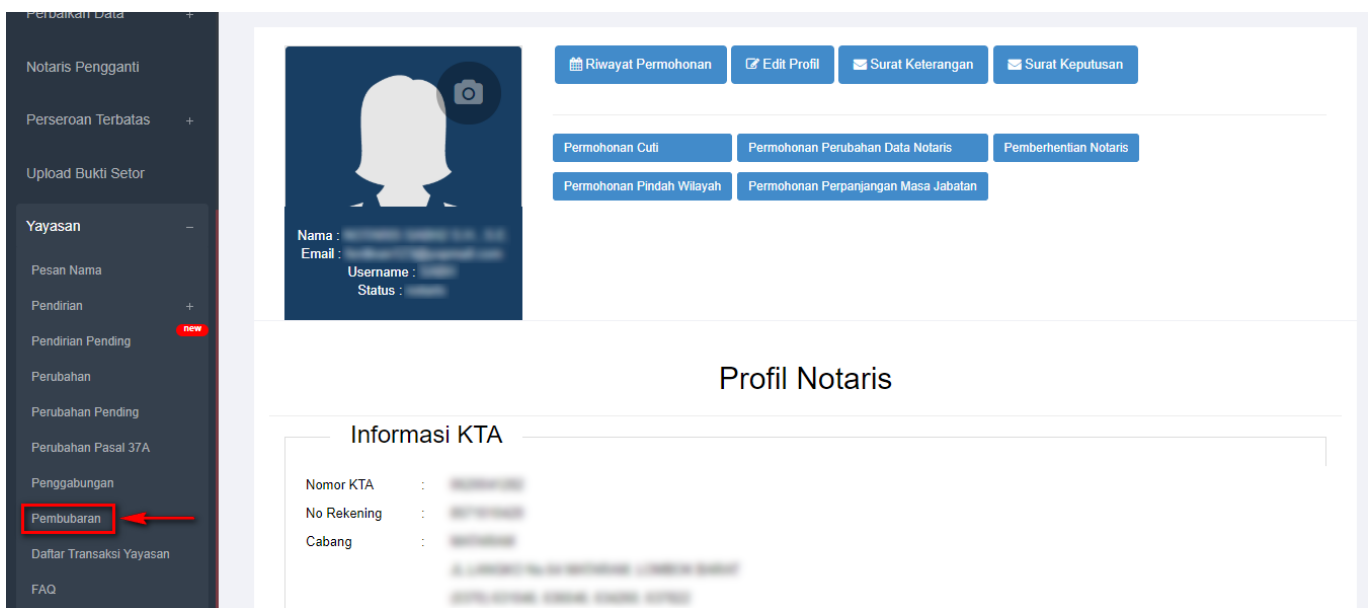 Perbaikan Data +
Notaris Pengganti
Perseroan Terbatas +
Upload Bukti Setor
Yayasan −
Pesan Nama
Pendirian +
new
Pendirian Pending
Perubahan
Perubahan Pending
Perubahan Pasal 37A
Penggabungan
Pembubaran
Daftar Transaksi Yayasan
FAQ
Nama :
Email :
Username :
Status :
Riwayat Permohonan
Edit Profil
Surat Keterangan
Surat Keputusan
Permohonan Cuti
Permohonan Perubahan Data Notaris
Pemberhentian Notaris
Permohonan Pindah Wilayah
Permohonan Perpanjangan Masa Jabatan
Profil Notaris
Informasi KTA
Nomor KTA :
No Rekening :
Cabang :